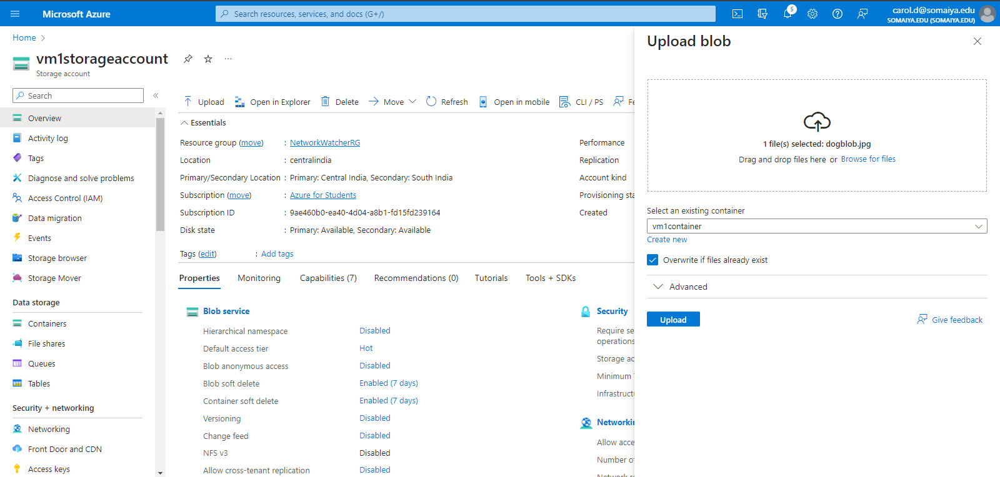 Microsoft Azure
Search resources, services, and docs (G+/)
5
carol.d@somaiya.edu
SOMAIYA.EDU (SOMAIYA.EDU)
Home
vm1storageaccount
Storage account
Search
Overview
Activity log
Tags
Diagnose and solve problems
Access Control (IAM)
Data migration
Events
Storage browser
Storage Mover
Data storage
Containers
File shares
Queues
Tables
Security + networking
Networking
Front Door and CDN
Access keys
Upload
Open in Explorer
Delete
Move
Refresh
Open in mobile
CLI / PS
Fe
Essentials
Resource group (move) : NetworkWatcherRG
Location : centralindia
Primary/Secondary Location : Primary: Central India, Secondary: South India
Subscription (move) : Azure for Students
Subscription ID : 9ae460b0-ea40-4d04-a8b1-fd15fd239164
Disk state : Primary: Available, Secondary: Available
Tags (edit) : Add tags
Performance
Replication
Account kind
Provisioning sta
Created
Properties
Monitoring
Capabilities (7)
Recommendations (0)
Tutorials
Tools + SDKs
Blob service
Hierarchical namespace Disabled
Default access tier Hot
Blob anonymous access Disabled
Blob soft delete Enabled (7 days)
Container soft delete Enabled (7 days)
Versioning Disabled
Change feed Disabled
NFS v3 Disabled
Allow cross-tenant replication Disabled
Security
Require se
operations
Storage ac
Minimum
Infrastruct
Networkin
Allow acce
Number o
Upload blob
1 file(s) selected: dogblob.jpg
Drag and drop files here or Browse for files
Select an existing container
vm1container
Create new
Overwrite if files already exist
Advanced
Upload
Give feedback